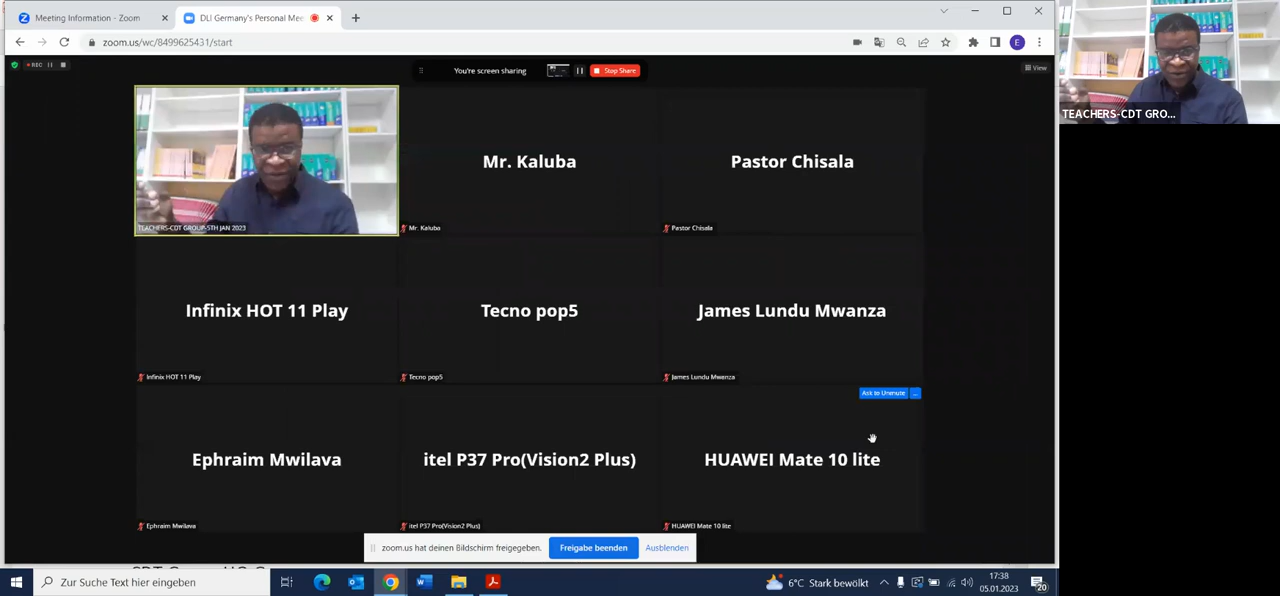 Meeting Information - Zoom
DLI Germany's Personal Mee
zoom.us/wc/8499625431/start
E
REC
You're screen sharing
Stop Share
View
TEACHERS-CDT GRO...
TEACHERS-CDT GROUP-5TH JAN 2023
Mr. Kaluba
Mr. Kaluba
Pastor Chisala
Pastor Chisala
Infinix HOT 11 Play
Infinix HOT 11 Play
Tecno pop5
Tecno pop5
James Lundu Mwanza
James Lundu Mwanza
Ask to Unmute
...
Ephraim Mwilava
Ephraim Mwilava
itel P37 Pro(Vision2 Plus)
itel P37 Pro(Vision2 Plus)
HUAWEI Mate 10 lite
HUAWEI Mate 10 lite
zoom.us hat deinen Bildschirm freigegeben.
Freigabe beenden
Ausblenden
Zur Suche Text hier eingeben
6°C Stark bewölkt
17:38
05.01.2023
20